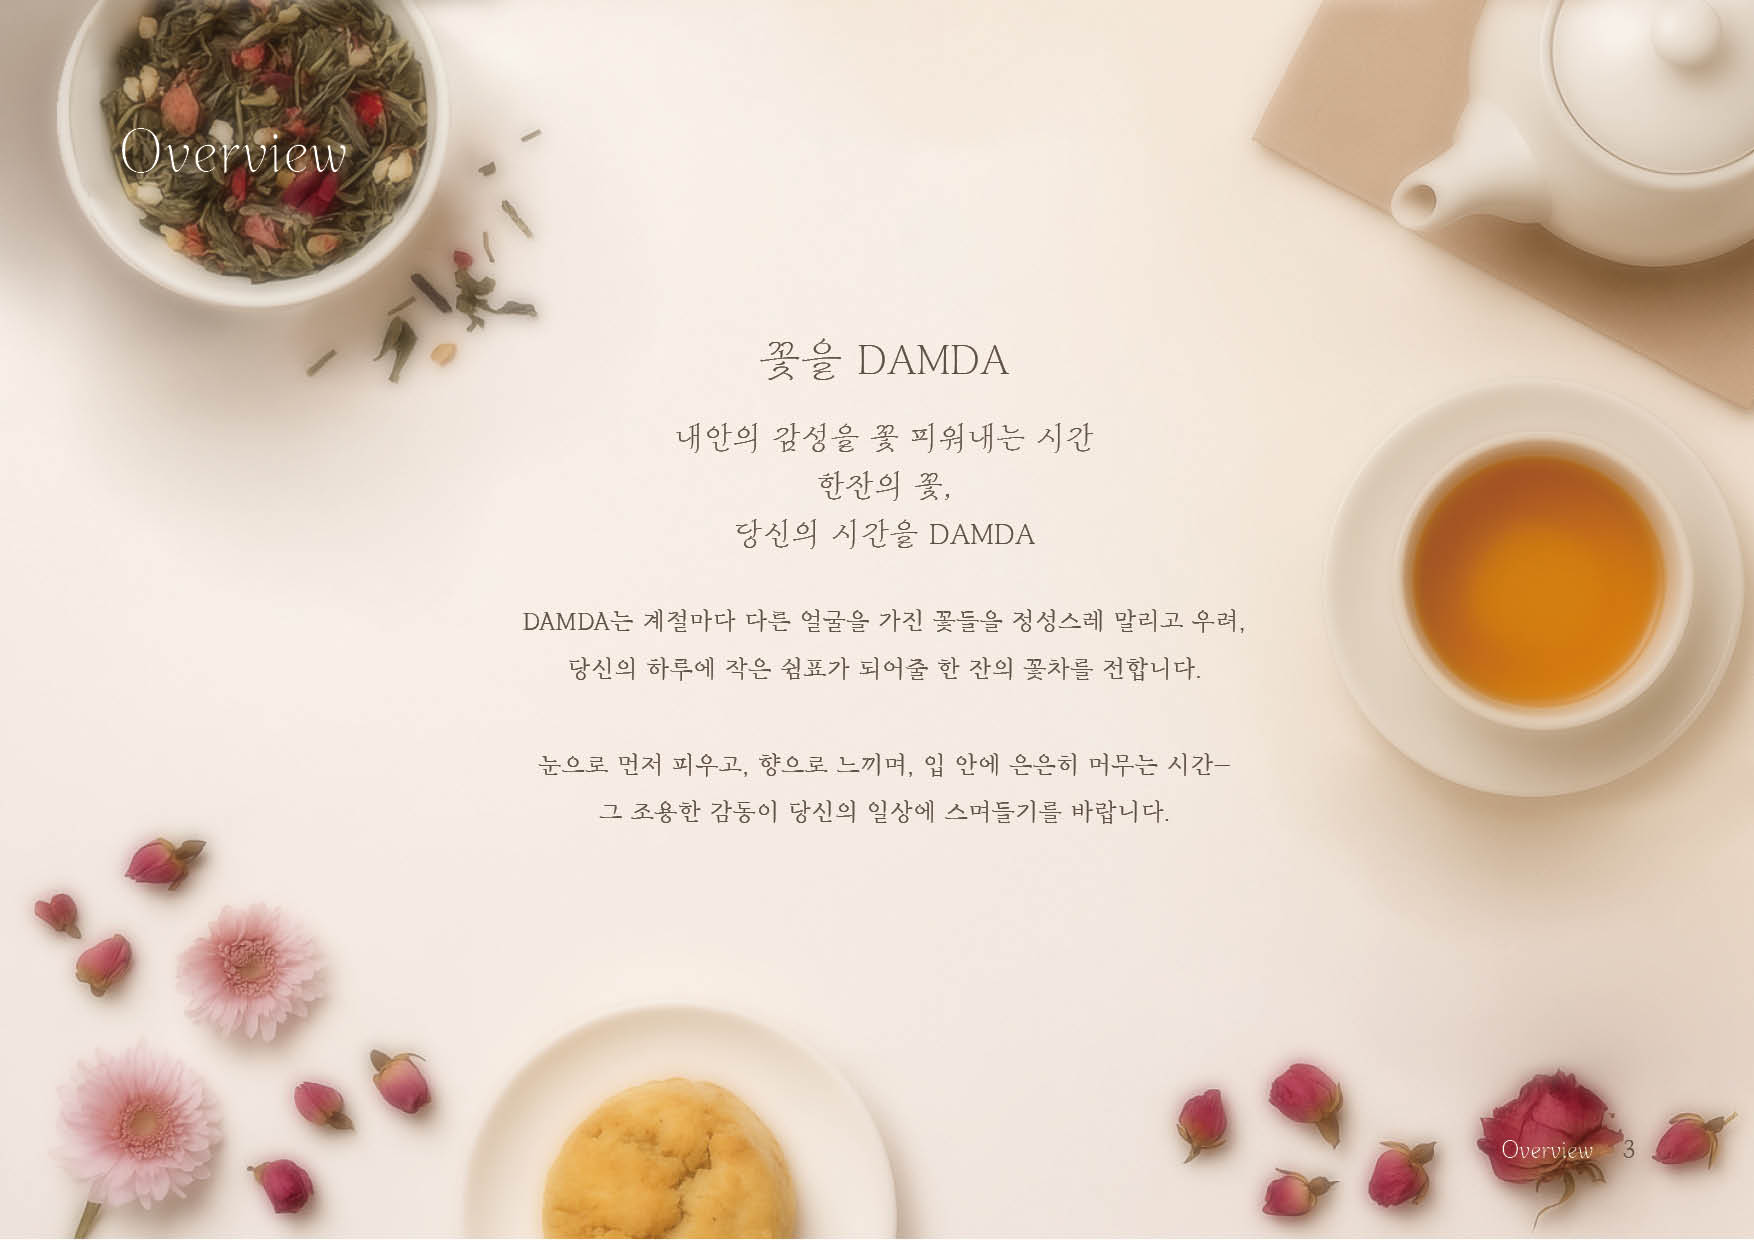 Overview
꽃을 DAMDA
내안의 감성을 꽃 피워내는 시간
한잔의 꽃,
당신의 시간을 DAMDA
DAMDA는 계절마다 다른 얼굴을 가진 꽃들을 정성스레 말리고 우려,
당신의 하루에 작은 쉼표가 되어줄 한 잔의 꽃차를 전합니다.
눈으로 먼저 피우고, 향으로 느끼며, 입 안에 은은히 머무는 시간—
그 조용한 감동이 당신의 일상에 스며들기를 바랍니다.
Overview 3